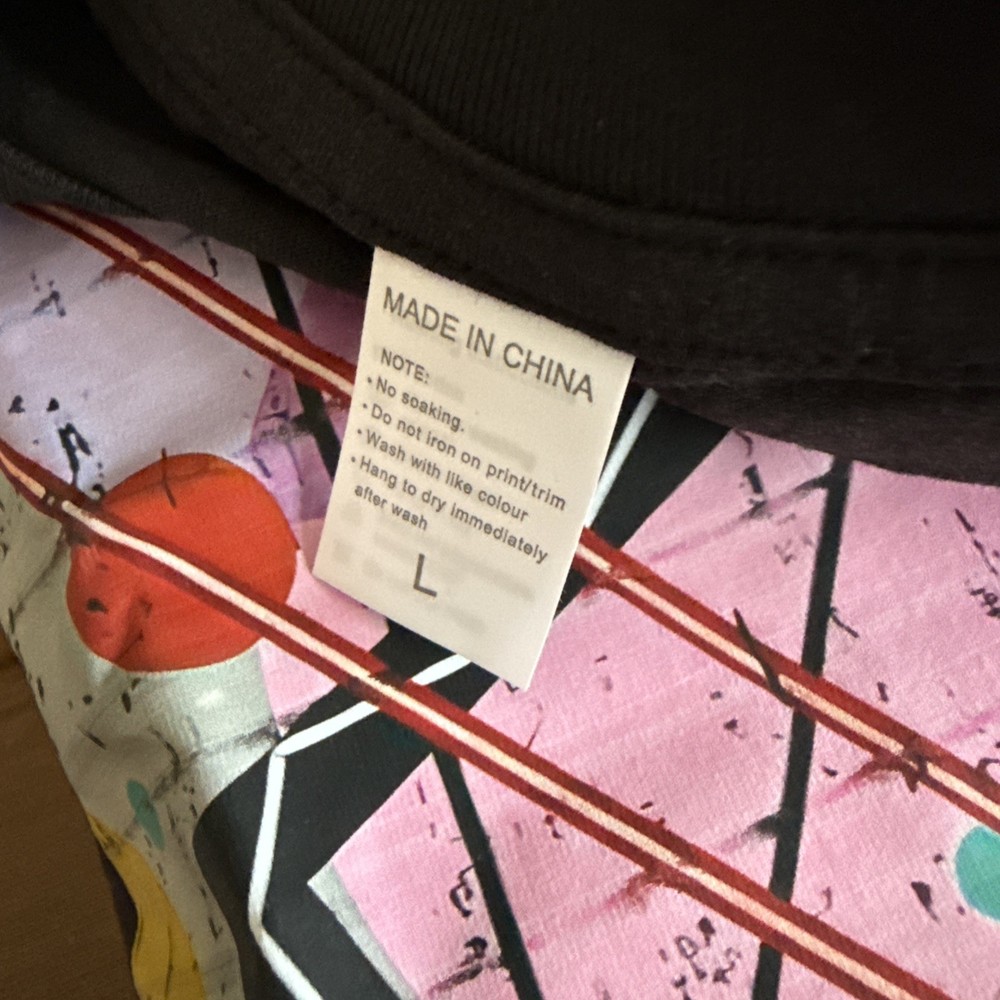 MADE IN CHINA
NOTE:
• No soaking.
• Do not iron on print/trim
• Wash with like colour
• Hang to dry immediately
after wash
L